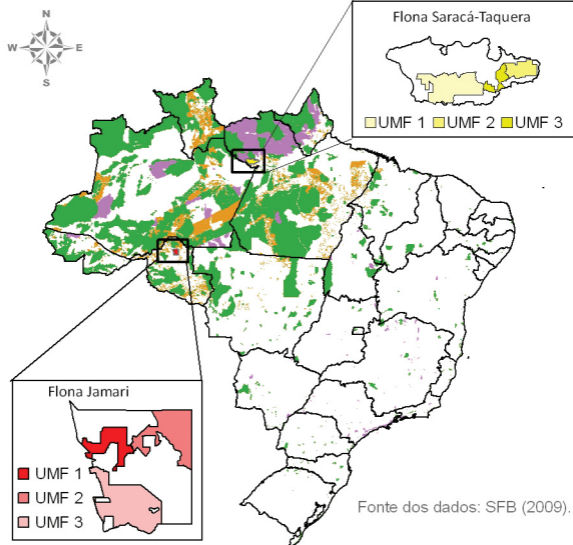 N
W E
S
Flona Saracá-Taquera
UMF 1 UMF 2 UMF 3
Flona Jamari
UMF 1
UMF 2
UMF 3
Fonte dos dados: SFB (2009).